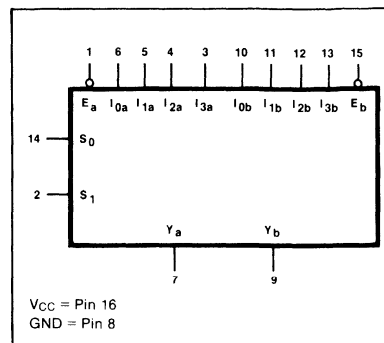 1 6 5 4 3 10 11 12 13 15
Ea I0a I1a I2a I3a I0b I1b I2b I3b Eb
14 S0
2 S1
Ya Yb
7 9
VCC = Pin 16
GND = Pin 8